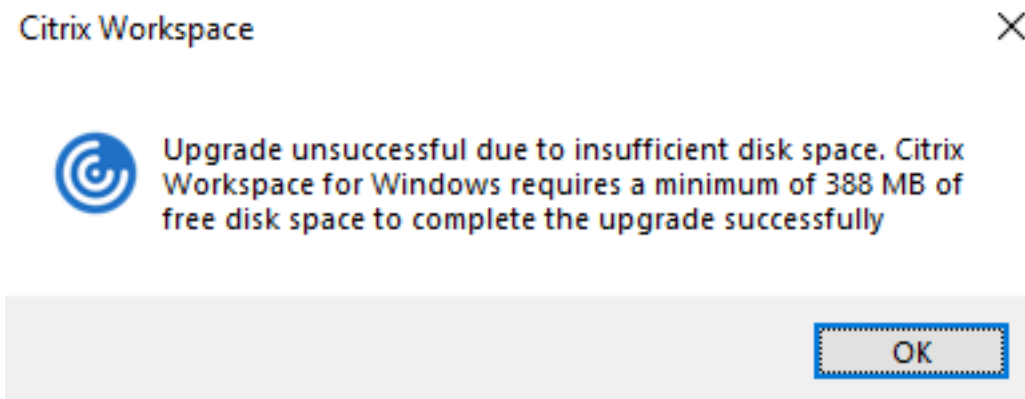 Citrix Workspace
Upgrade unsuccessful due to insufficient disk space. Citrix
Workspace for Windows requires a minimum of 388 MB of
free disk space to complete the upgrade successfully
OK